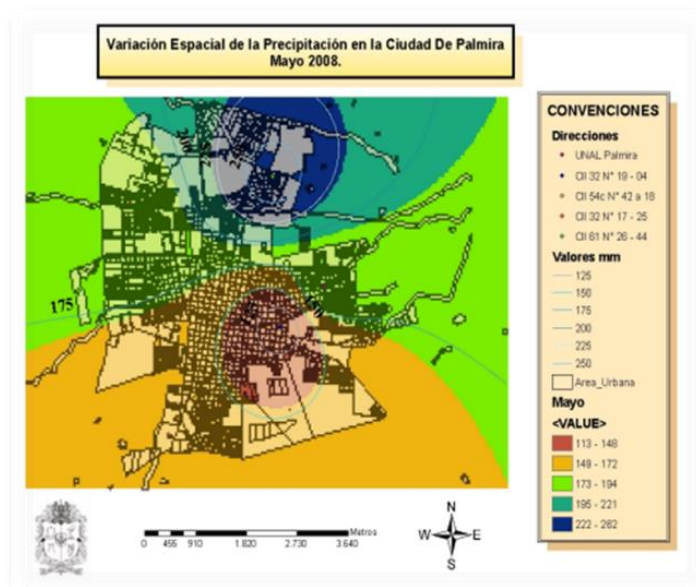 Variación Espacial de la Precipitación en la Ciudad De Palmira
Mayo 2008.
CONVENCIONES
Direcciones
UNAL Palmira
Cll 32 N° 19 - 04
Cll 54c N° 42 a 18
Cll 32 N° 17 - 25
Cll 61 N° 26 - 44
Valores mm
125
150
175
200
225
250
Area_Urbana
Mayo
<VALUE>
113 - 148
149 - 172
173 - 194
195 - 221
222 - 262
200
175
150
N
W E
S
Metros
0 455 910 1.820 2.730 3.640